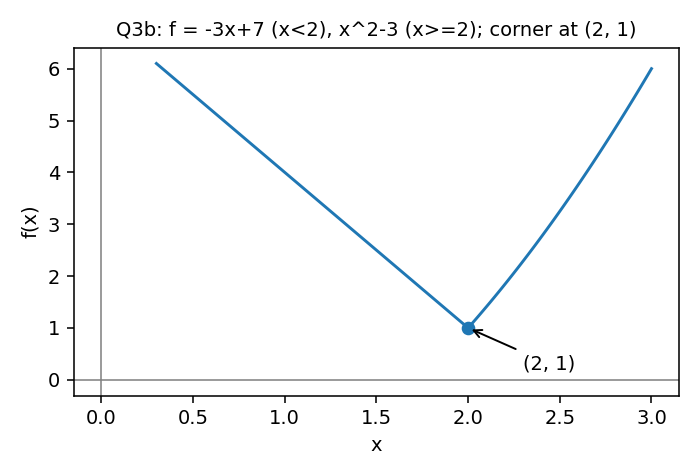 Q3b: f = -3x+7 (x<2), x^2-3 (x>=2); corner at (2, 1)
6
5
4
3
2
1
0
f(x)
(2, 1)
0.0 0.5 1.0 1.5 2.0 2.5 3.0
x